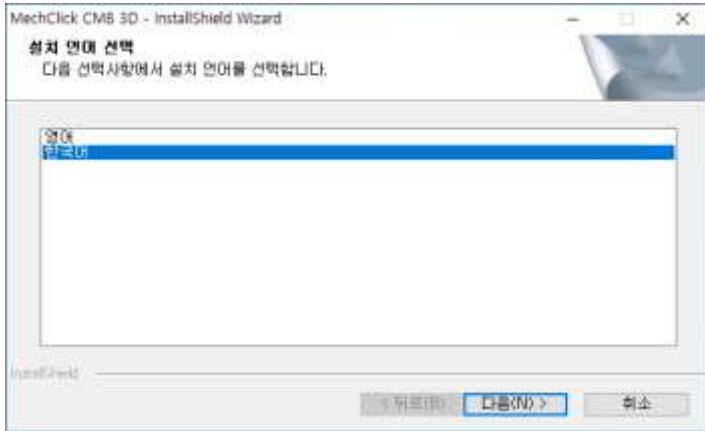 MechClick CMB 3D - InstallShield Wizard
설치 언어 선택
다음 선택사항에서 설치 언어를 선택합니다.
영어
한국어
InstallShield
< 뒤로(B)
다음(N) >
취소